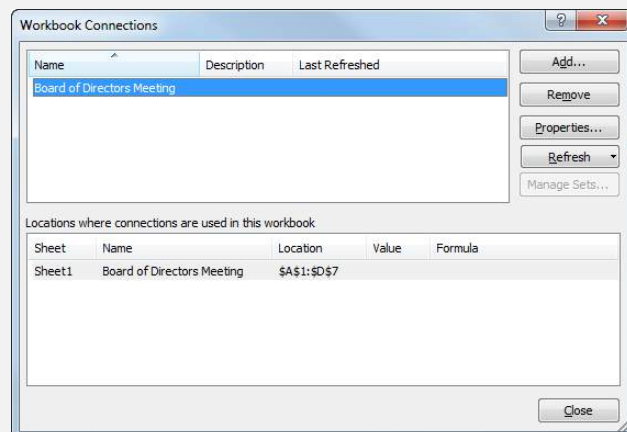 Workbook Connections
Name Description Last Refreshed
Board of Directors Meeting
Add...
Remove
Properties...
Refresh
Manage Sets...
Locations where connections are used in this workbook
Sheet Name Location Value Formula
Sheet1 Board of Directors Meeting $A$1:$D$7
Close